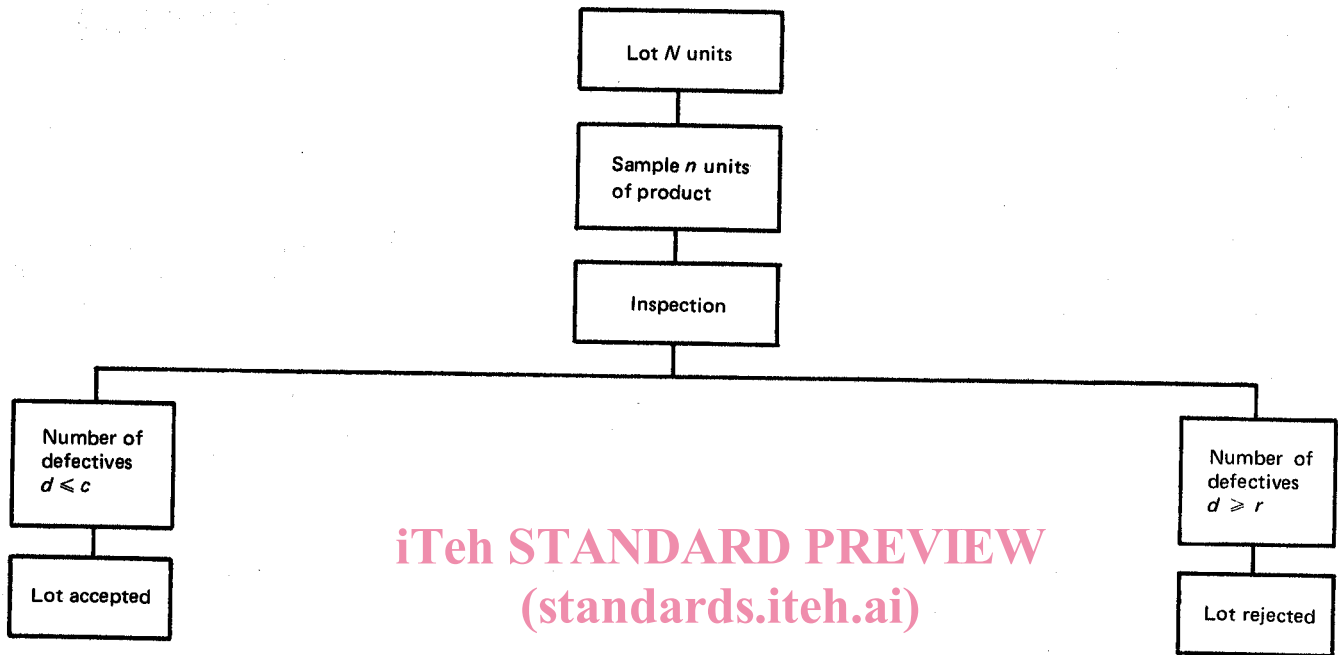 Lot N units
Sample n units
of product
Inspection
Number of
defectives
d ⩽ c
Number of
defectives
d ⩾ r
Lot accepted
Lot rejected
iTeh STANDARD PREVIEW
(standards.iteh.ai)